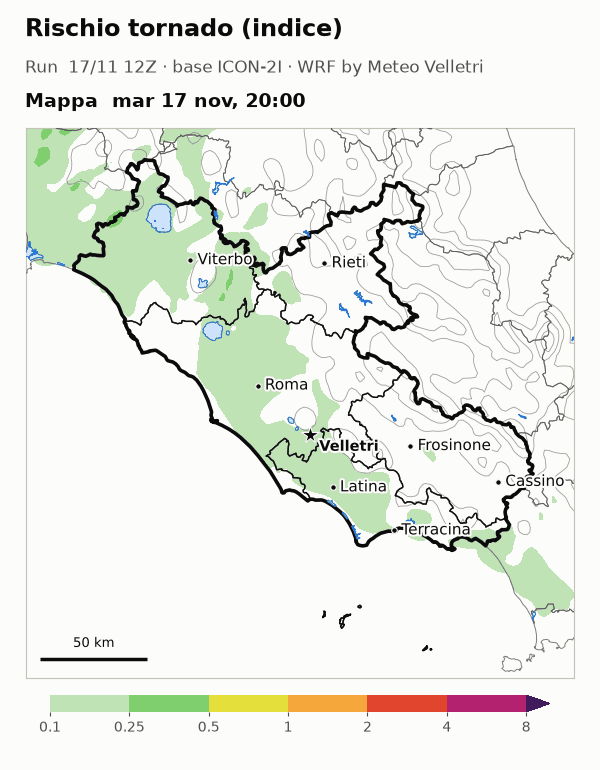 Rischio tornado (indice)
Run  17/11 12Z · base ICON-2I · WRF by Meteo Velletri
Mappa  mar 17 nov, 20:00
Viterbo
Rieti
Roma
Velletri
Frosinone
Cassino
Latina
Terracina
50 km
0.1 0.25 0.5 1 2 4 8